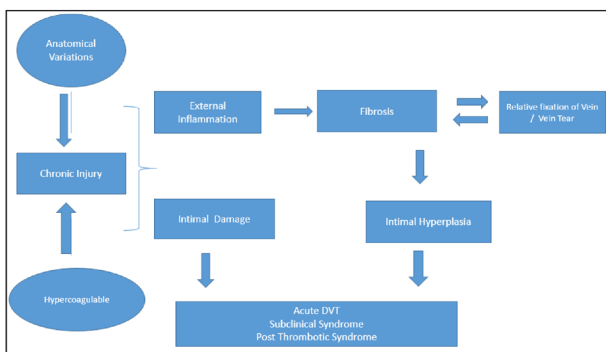 Anatomical
Variations
External
Inflammation
Fibrosis
Relative fixation of Vein
/ Vein Tear
Chronic Injury
Intimal Damage
Intimal Hyperplasia
Hypercoagulable
Acute DVT
Subclinical Syndrome
Post Thrombotic Syndrome